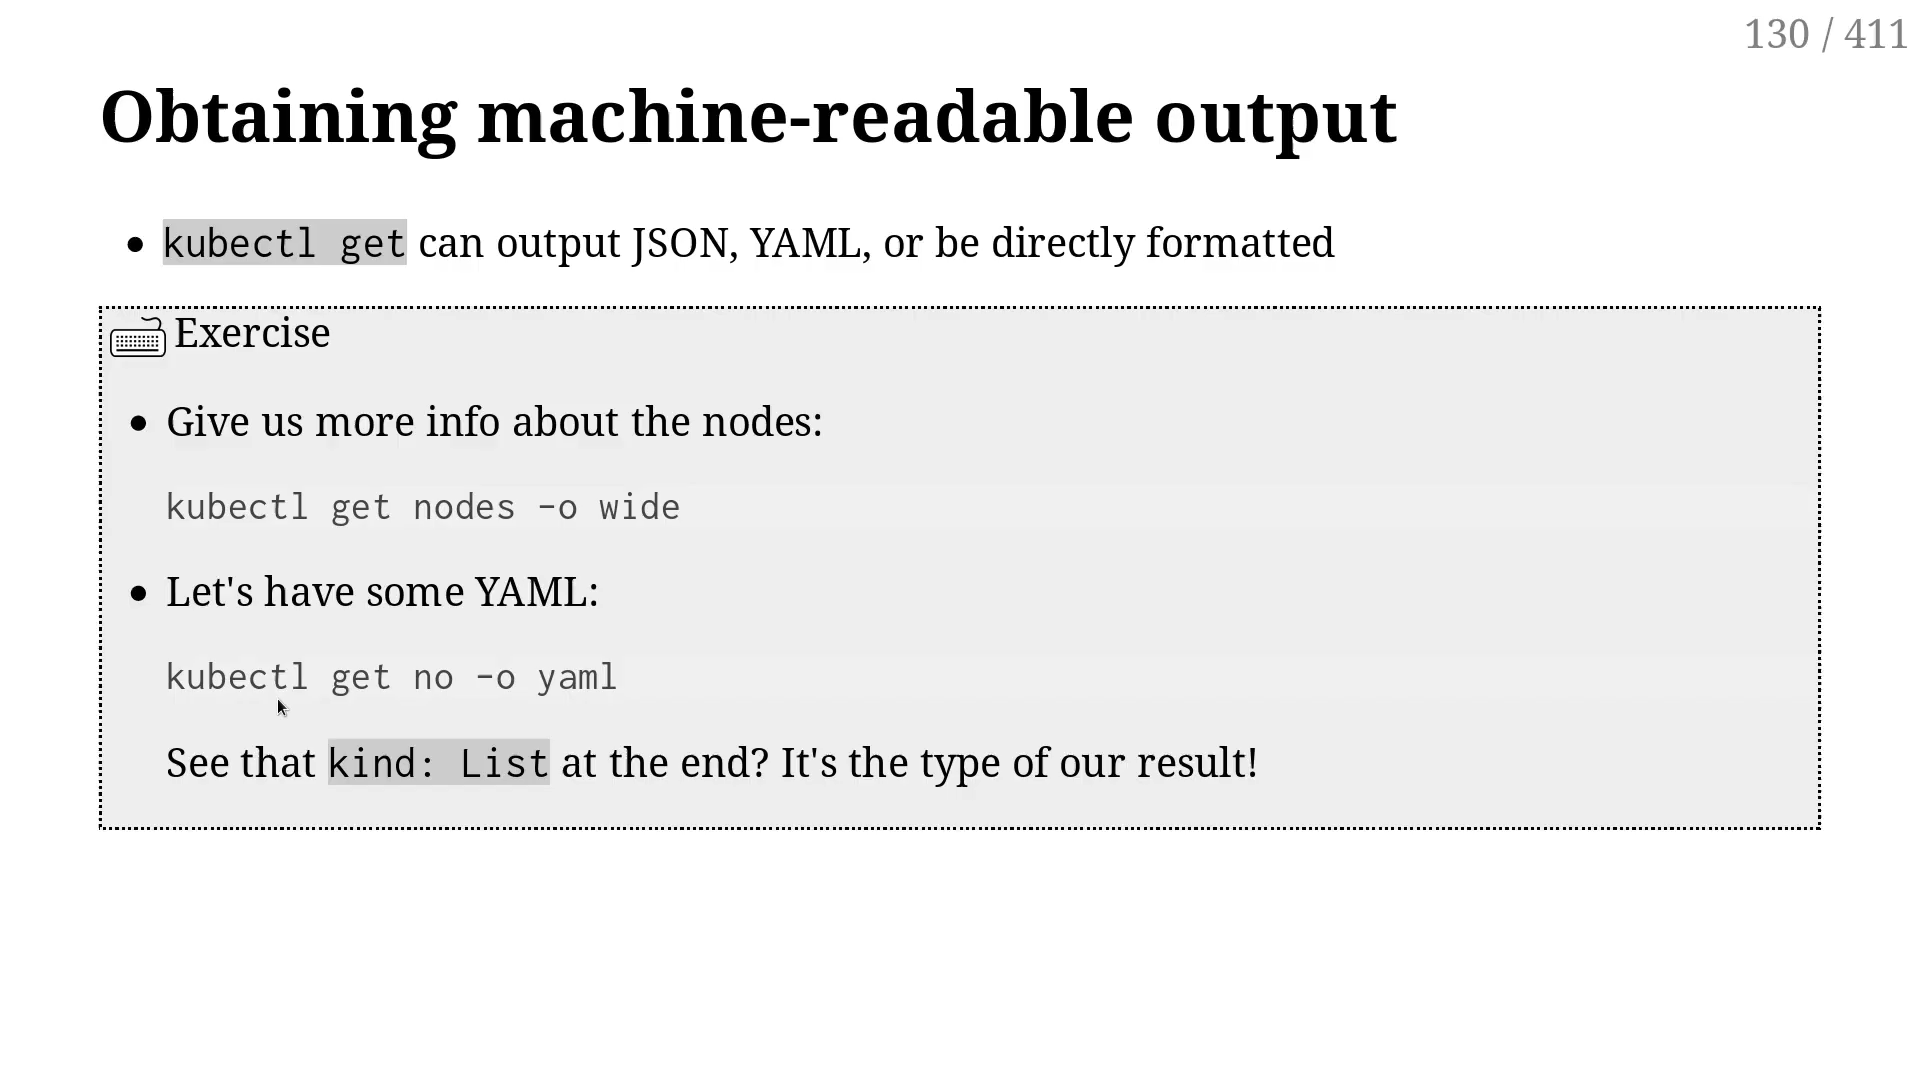 130 / 411
Obtaining machine-readable output
kubectl get can output JSON, YAML, or be directly formatted
Exercise
Give us more info about the nodes:
kubectl get nodes -o wide
Let's have some YAML:
kubectl get no -o yaml
See that kind: List at the end? It's the type of our result!